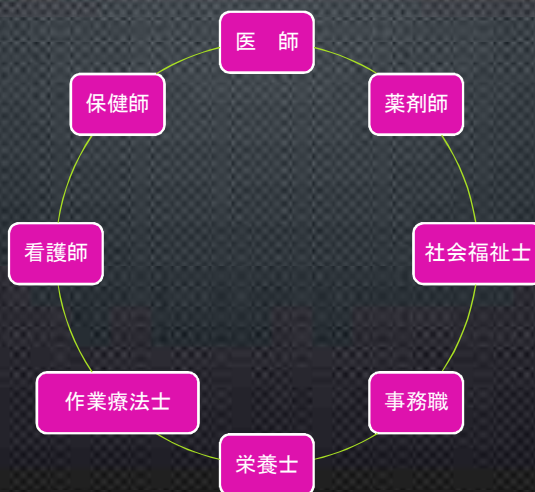 医　師
保健師
薬剤師
看護師
社会福祉士
作業療法士
事務職
栄養士